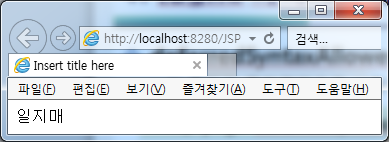 http://localhost:8280/JSP
검색...
Insert title here
파일(F) 편집(E) 보기(V) 즐겨찾기(A) 도구(T) 도움말(H)
일지매